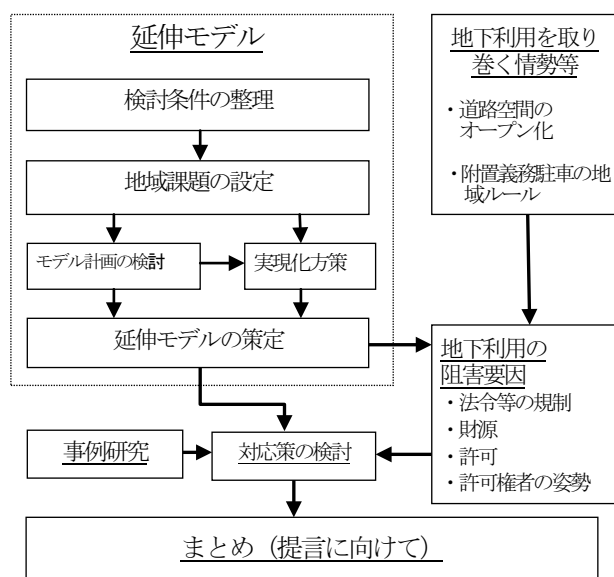 延伸モデル
検討条件の整理
地域課題の設定
モデル計画の検討
実現化方策
延伸モデルの策定
地下利用を取り
巻く情勢等
・道路空間の
オープン化
・附置義務駐車の地
域ルール
地下利用の
阻害要因
・法令等の規制
・財源
・許可
・許可権者の姿勢
事例研究
対応策の検討
まとめ（提言に向けて）